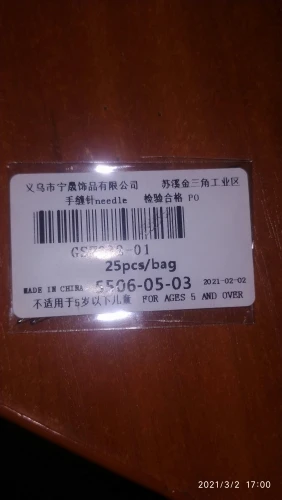 义乌市宁晟饰品有限公司 苏溪金三角工业区
手缝针needle 检验合格 PO
25pcs/bag
MADE IN CHINA 5506-05-03 2021-02-02
不适用于5岁以下儿童 FOR AGES 5 AND OVER
2021/3/2 17:00